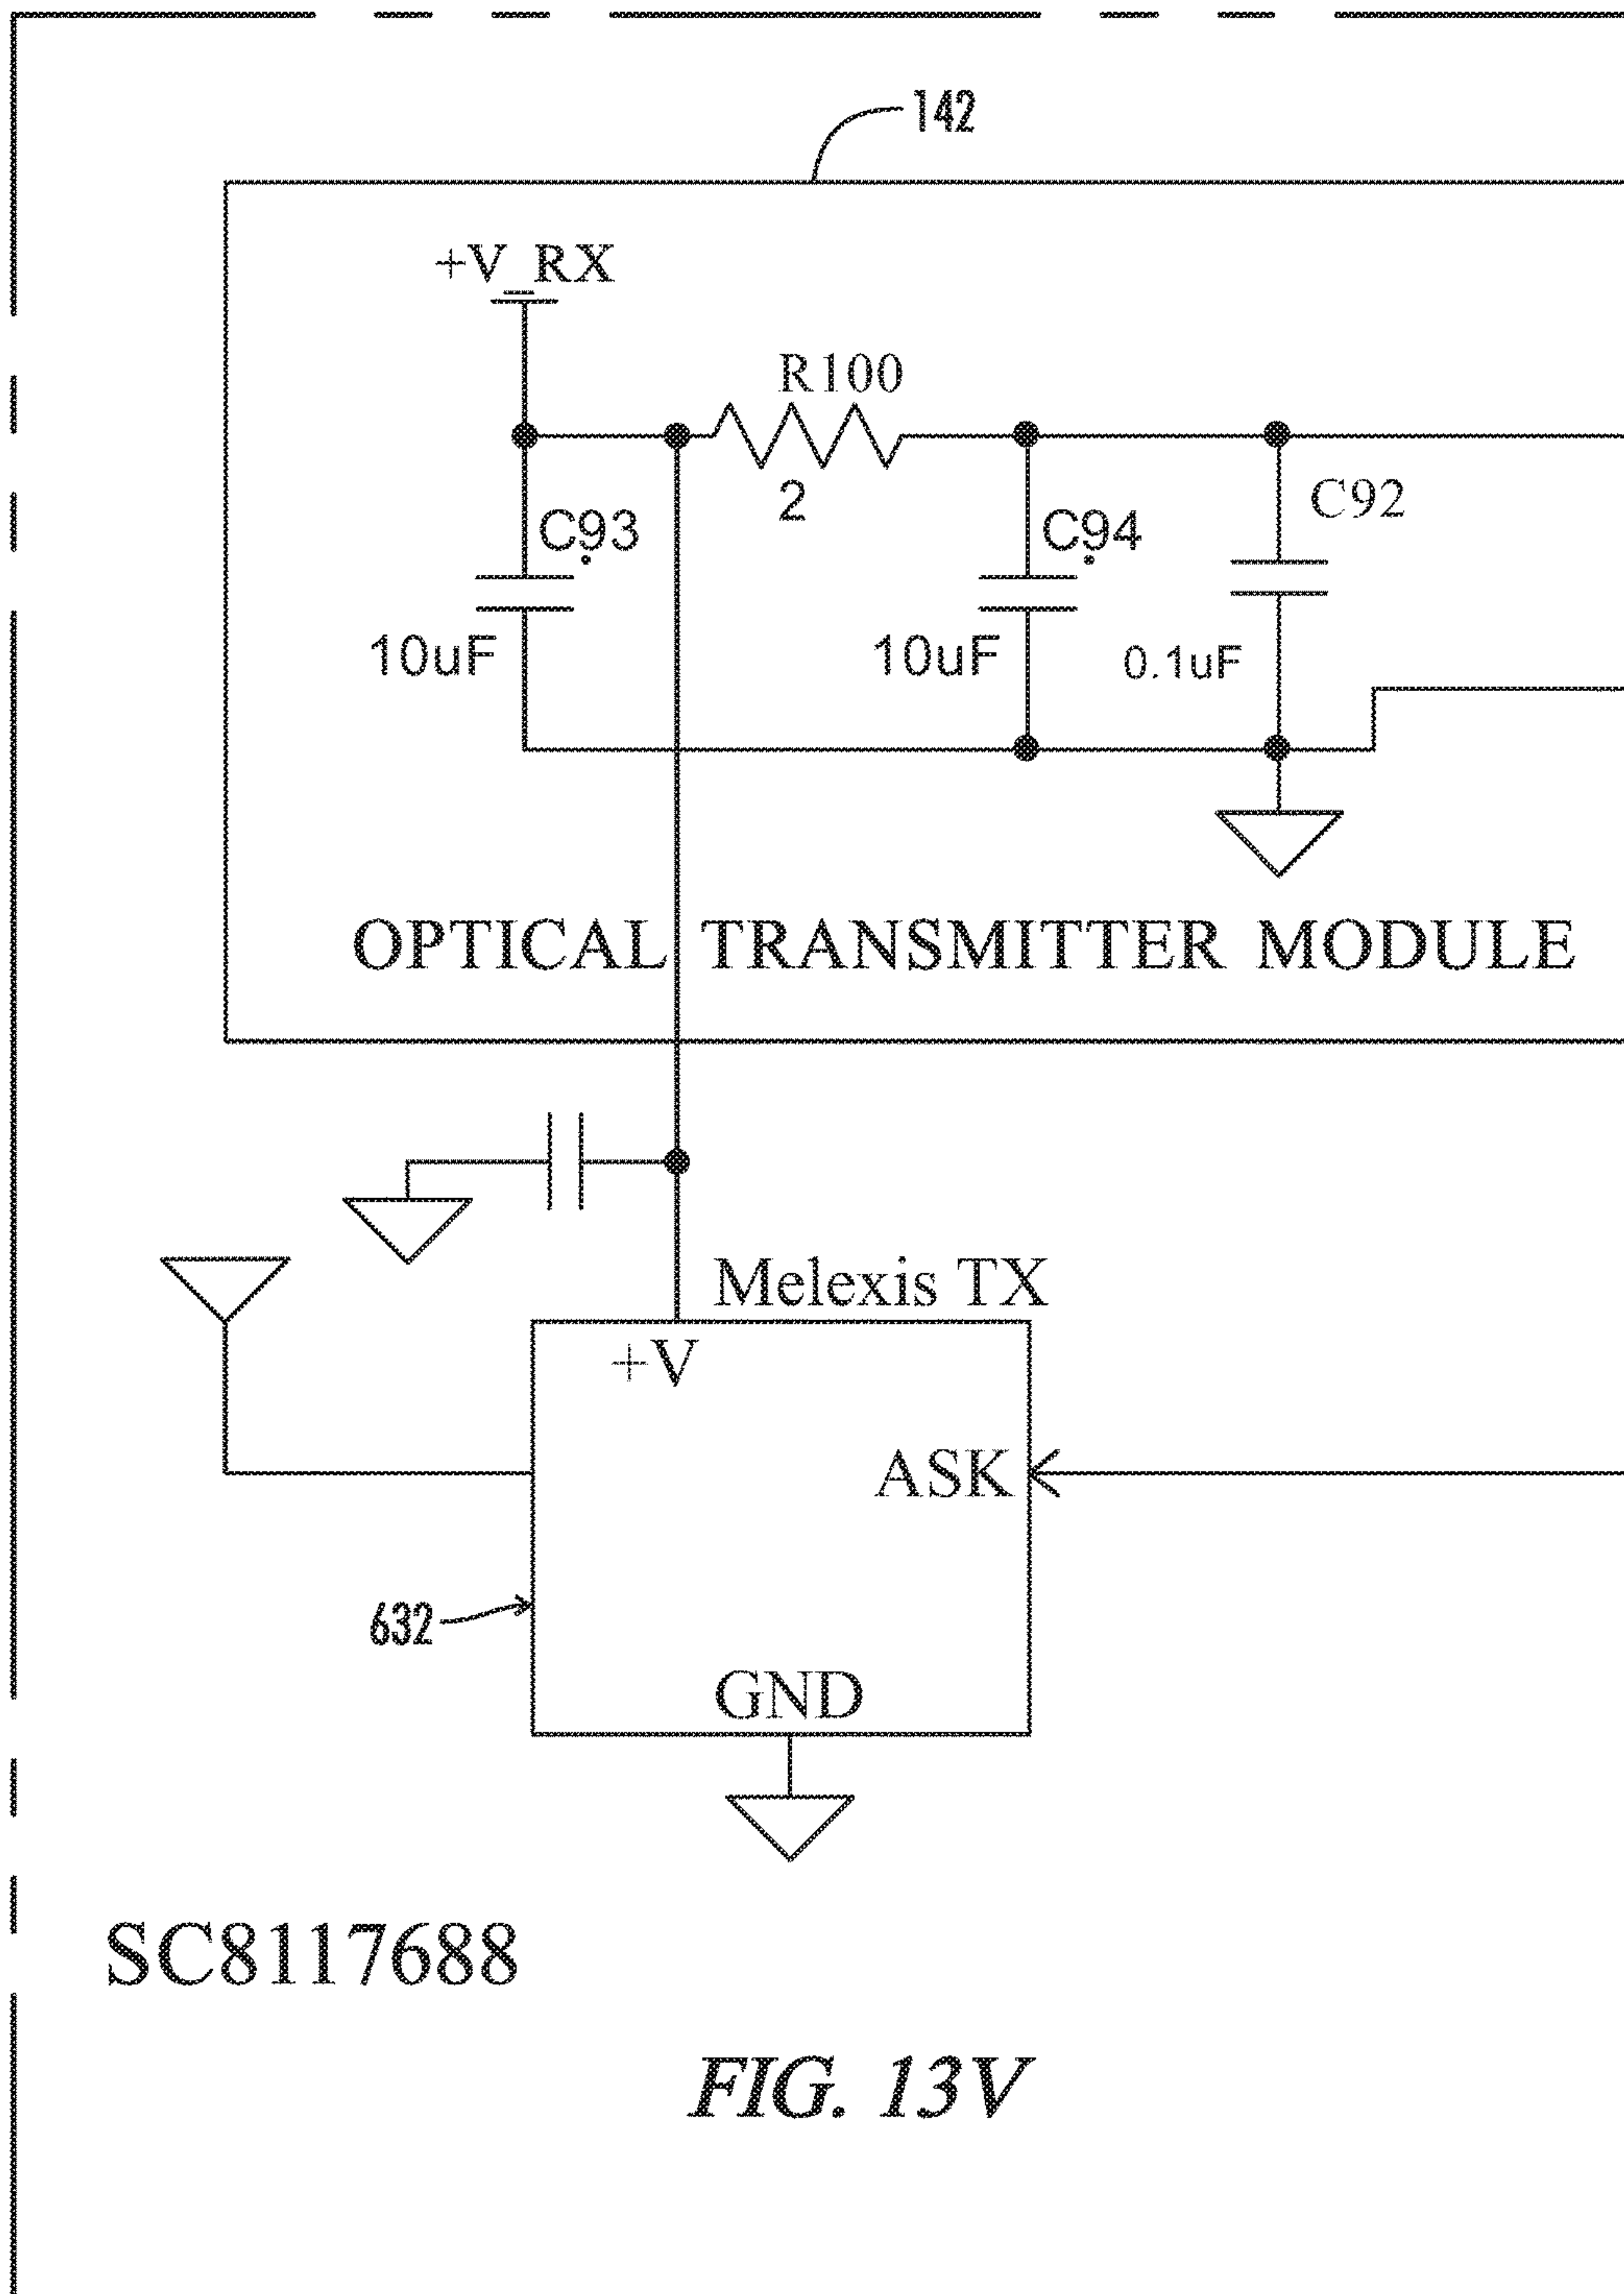 142
+V_RX
R100
2
C93
C94
C92
10uF
10uF
0.1uF
OPTICAL TRANSMITTER MODULE
Melexis TX
+V
ASK
632
GND
SC8117688
FIG. 13V